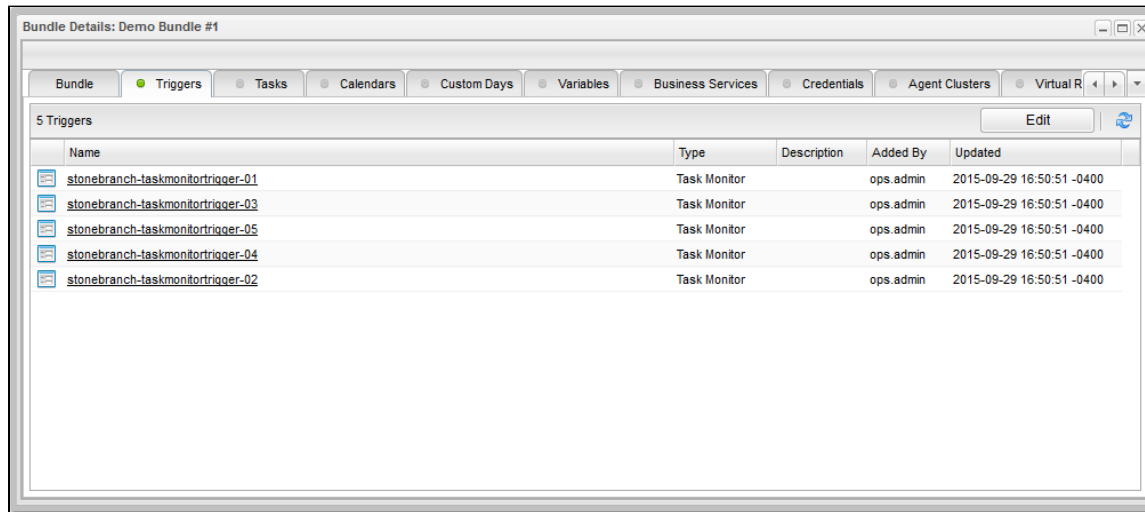 Bundle Details: Demo Bundle #1
Bundle Triggers Tasks Calendars Custom Days Variables Business Services Credentials Agent Clusters Virtual R
5 Triggers Edit
Name Type Description Added By Updated
stonebranch-taskmonitortrigger-01 Task Monitor ops.admin 2015-09-29 16:50:51 -0400
stonebranch-taskmonitortrigger-03 Task Monitor ops.admin 2015-09-29 16:50:51 -0400
stonebranch-taskmonitortrigger-05 Task Monitor ops.admin 2015-09-29 16:50:51 -0400
stonebranch-taskmonitortrigger-04 Task Monitor ops.admin 2015-09-29 16:50:51 -0400
stonebranch-taskmonitortrigger-02 Task Monitor ops.admin 2015-09-29 16:50:51 -0400